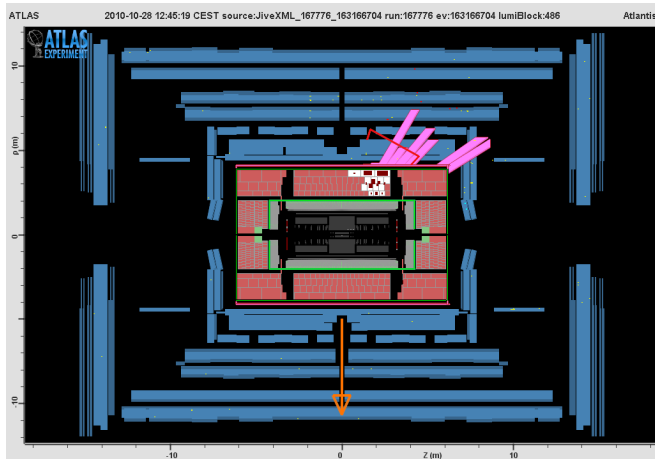 ATLAS 2010-10-28 12:45:19 CEST source:JiveXML_167776_163166704 run:167776 ev:163166704 lumiBlock:486 Atlantis
ATLAS
EXPERIMENT
10
ρ (m)
0
-10
-10 0 Z (m) 10